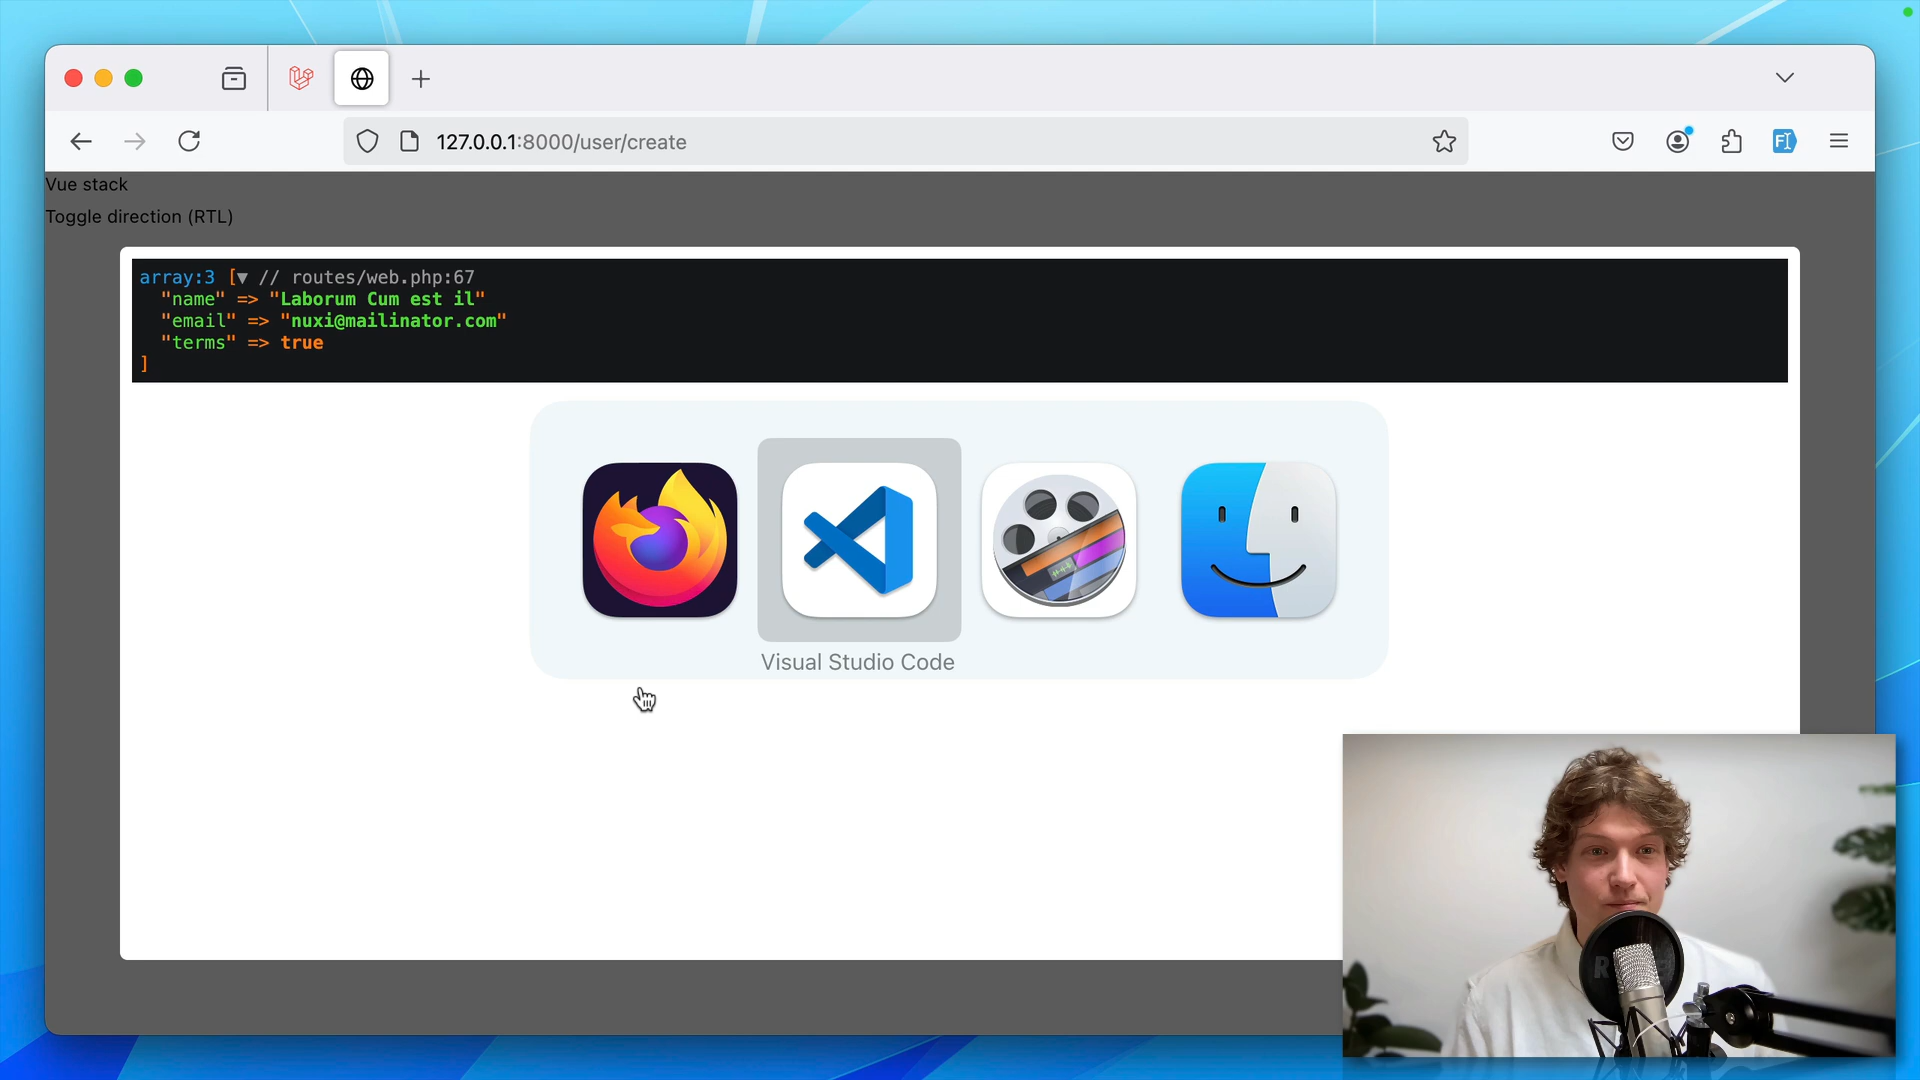 127.0.0.1:8000/user/create
Vue stack
Toggle direction (RTL)
array:3 [▼ // routes/web.php:67
"name" => "Laborum Cum est il"
"email" => "nuxi@mailinator.com"
"terms" => true
]
Visual Studio Code